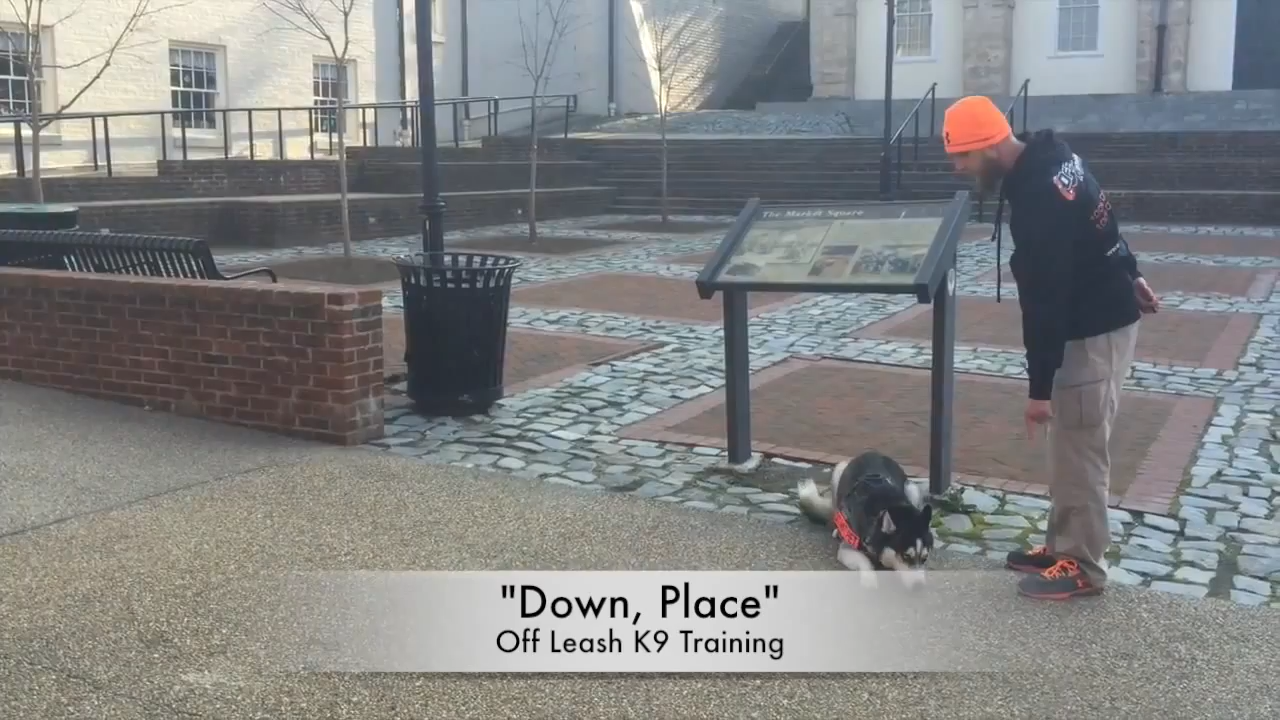 The Market Square
"Down, Place"
Off Leash K9 Training